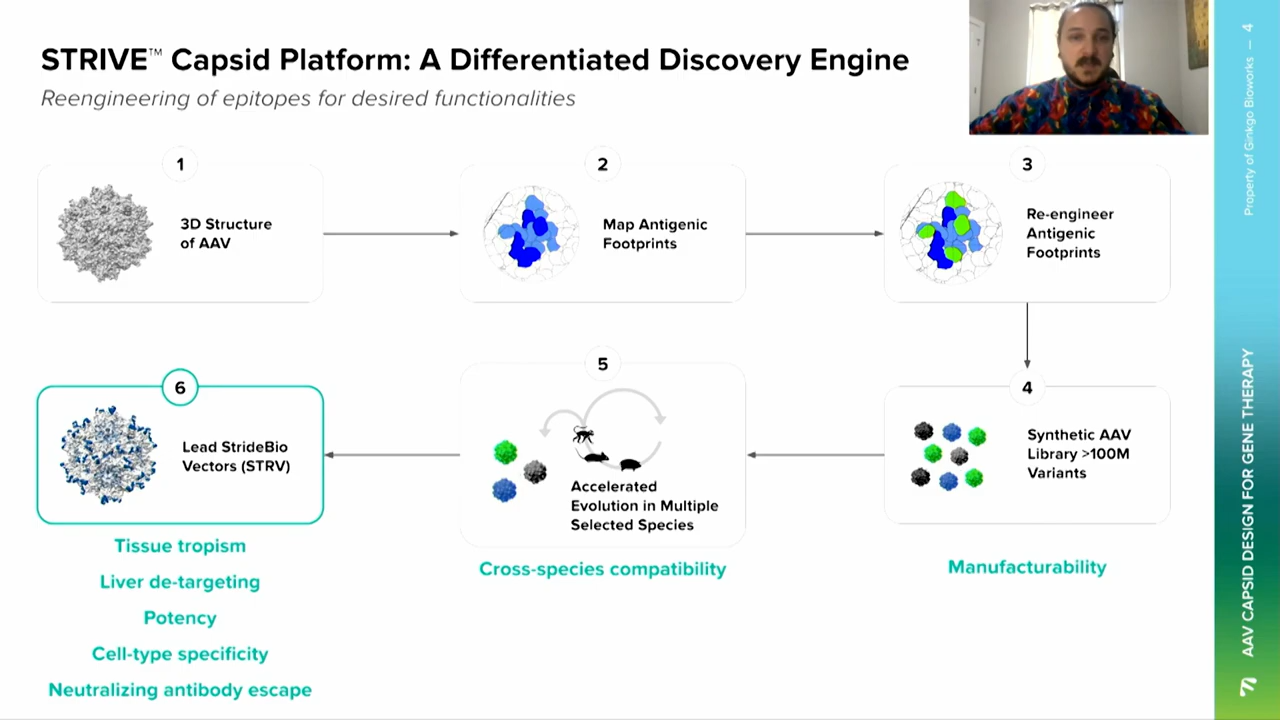 STRIVE™ Capsid Platform: A Differentiated Discovery Engine
Reengineering of epitopes for desired functionalities
1
3D Structure
of AAV
2
Map Antigenic
Footprints
3
Re-engineer
Antigenic
Footprints
4
Synthetic AAV
Library >100M
Variants
Manufacturability
5
Accelerated
Evolution in Multiple
Selected Species
Cross-species compatibility
6
Lead StrideBio
Vectors (STRV)
Tissue tropism
Liver de-targeting
Potency
Cell-type specificity
Neutralizing antibody escape
Property of Ginkgo Bioworks — 4
AAV CAPSID DESIGN FOR GENE THERAPY